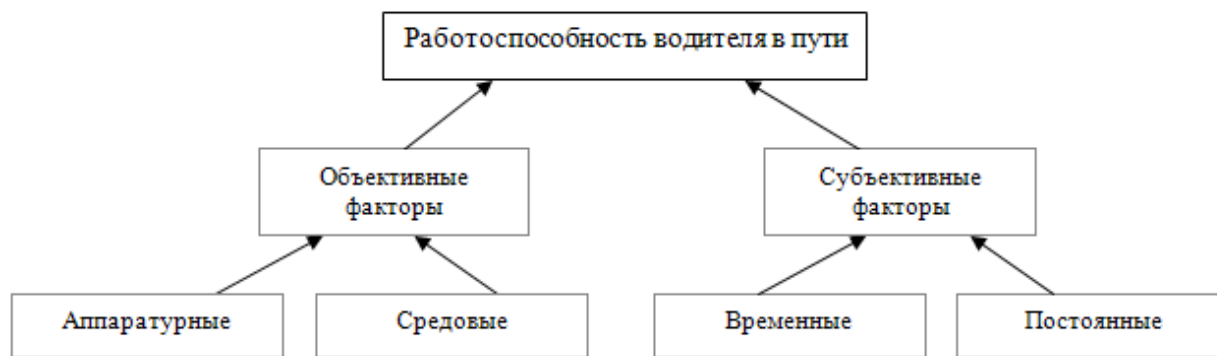 Работоспособность водителя в пути
Объективные
факторы
Субъективные
факторы
Аппаратурные
Средовые
Временные
Постоянные